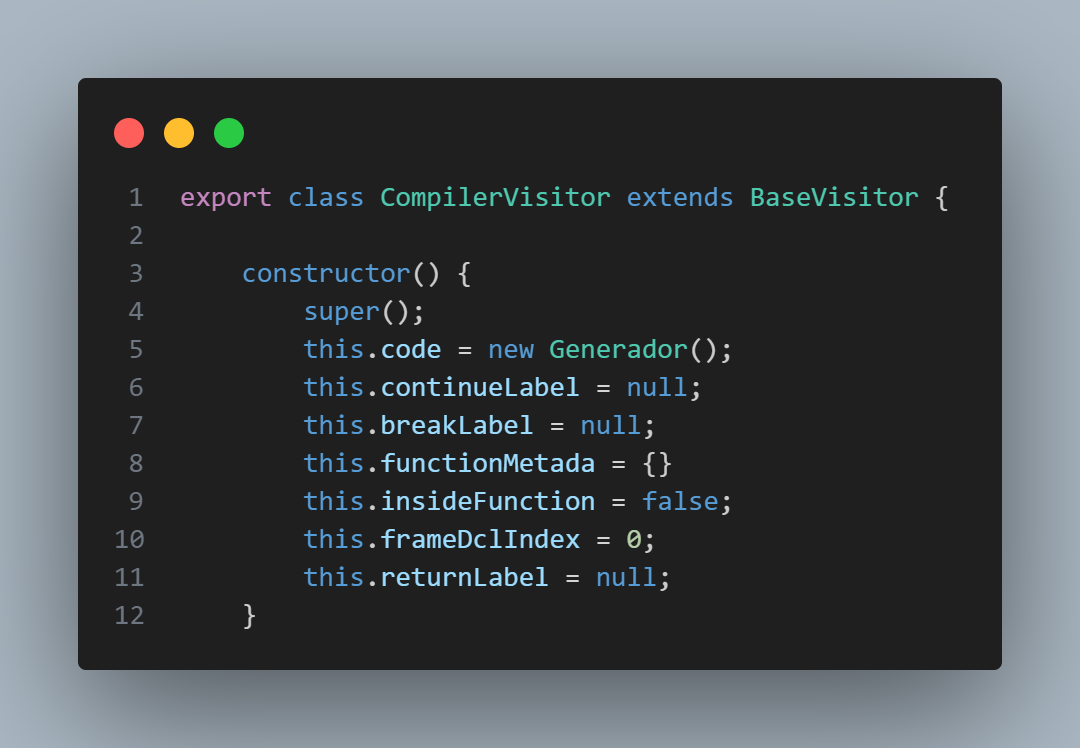 1 export class CompilerVisitor extends BaseVisitor {
2
3     constructor() {
4         super();
5         this.code = new Generador();
6         this.continueLabel = null;
7         this.breakLabel = null;
8         this.functionMetada = {}
9         this.insideFunction = false;
10         this.frameDclIndex = 0;
11         this.returnLabel = null;
12     }